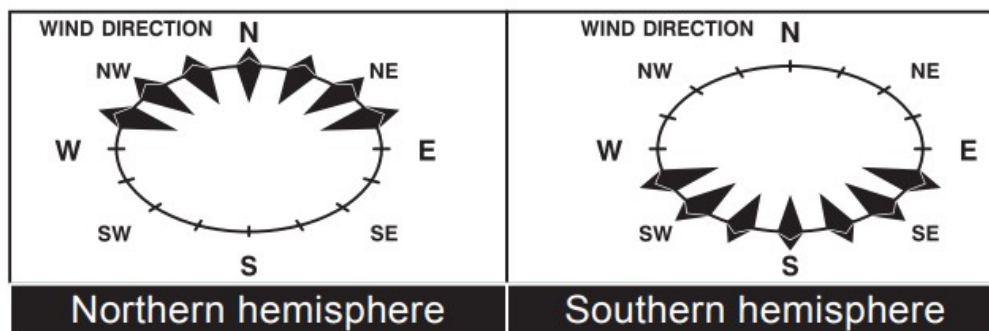 WIND DIRECTION N
NW NE
W E
SW SE
S
Northern hemisphere
WIND DIRECTION N
NW NE
W E
SW SE
S
Southern hemisphere